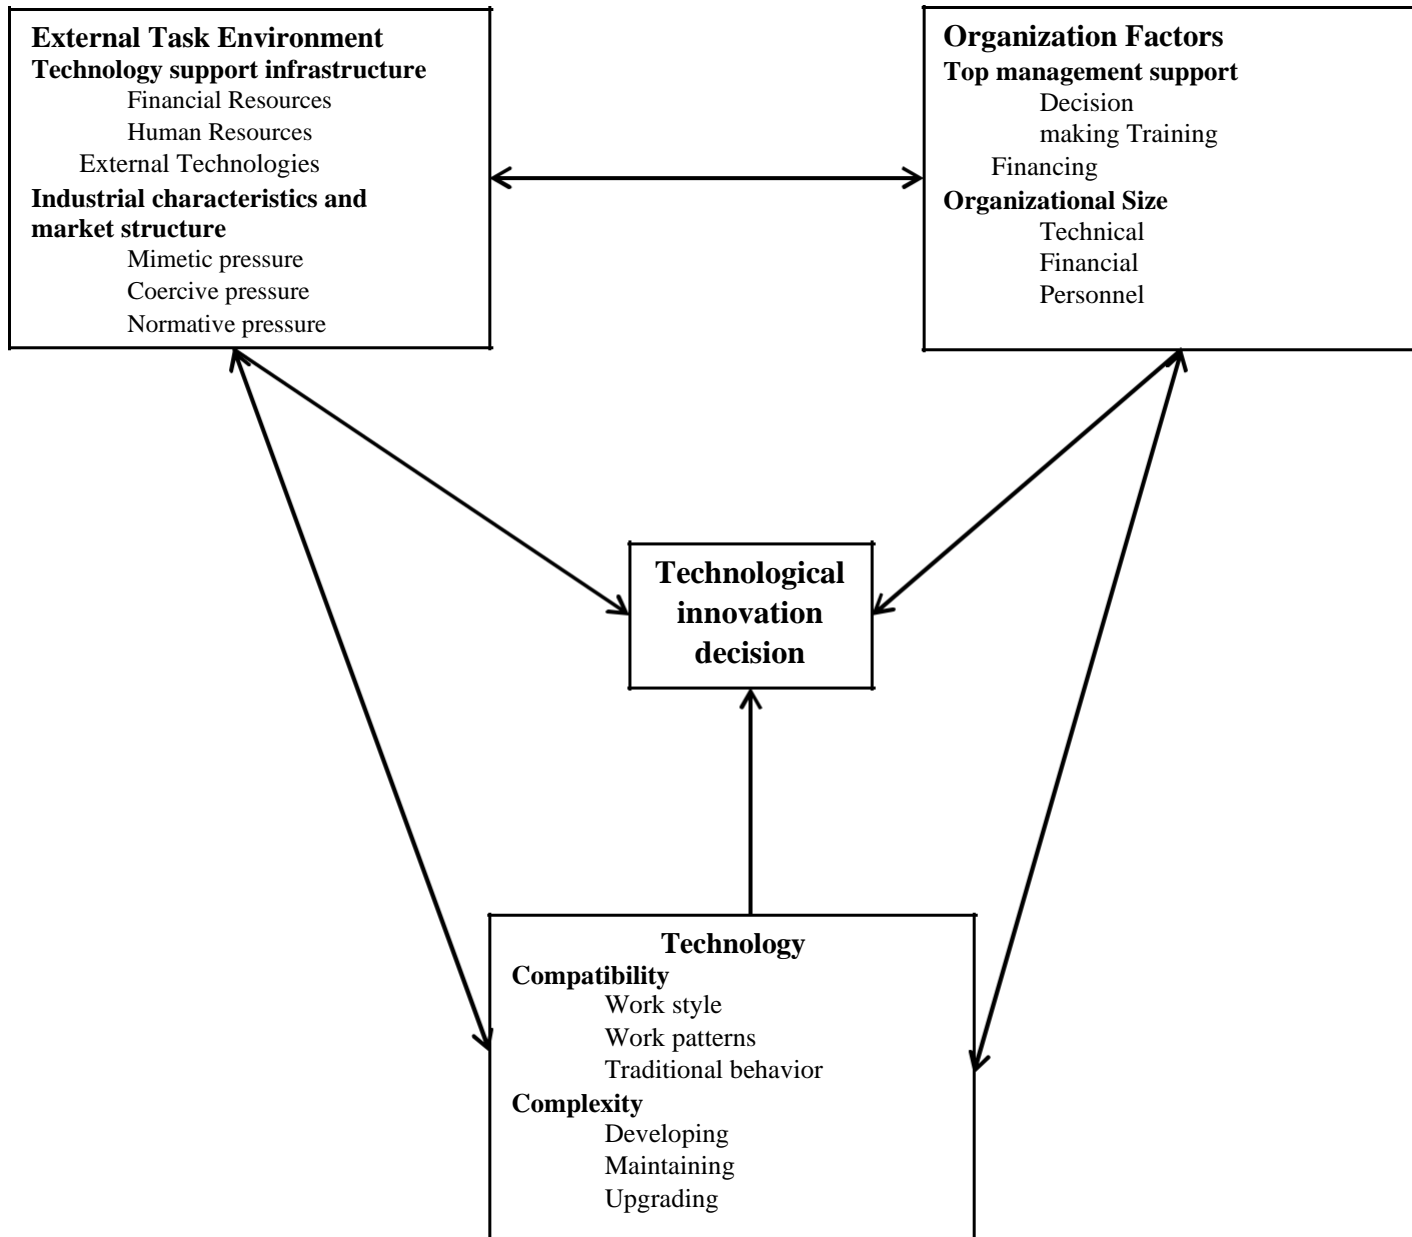 External Task Environment
Technology support infrastructure
Financial Resources
Human Resources
External Technologies
Industrial characteristics and
market structure
Mimetic pressure
Coercive pressure
Normative pressure
Organization Factors
Top management support
Decision
making Training
Financing
Organizational Size
Technical
Financial
Personnel
Technological
innovation
decision
Technology
Compatibility
Work style
Work patterns
Traditional behavior
Complexity
Developing
Maintaining
Upgrading